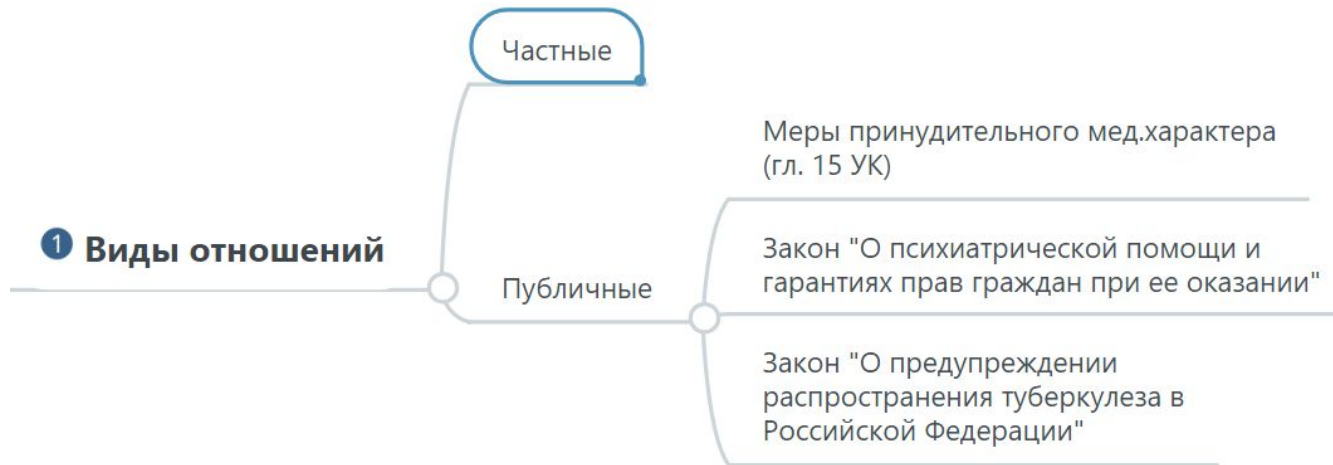 Частные
Меры принудительного мед.характера
(гл. 15 УК)
1 Виды отношений
Закон "О психиатрической помощи и
гарантиях прав граждан при ее оказании"
Публичные
Закон "О предупреждении
распространения туберкулеза в
Российской Федерации"